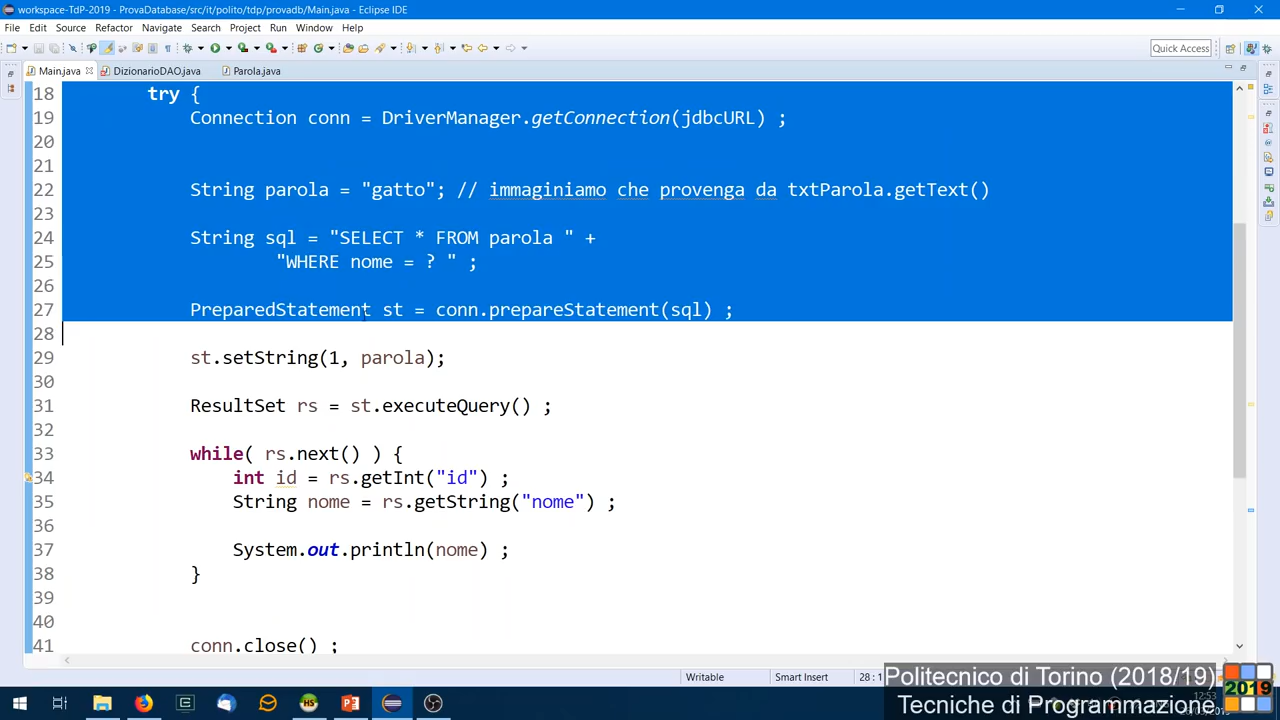 workspace-TdP-2019 - ProvaDatabase/src/it/polito/tdp/provadb/Main.java - Eclipse IDE
File Edit Source Refactor Navigate Search Project Run Window Help
Quick Access
Main.java DizionarioDAO.java Parola.java
18 try {
19 Connection conn = DriverManager.getConnection(jdbcURL) ;
20
21
22 String parola = "gatto"; // immaginiamo che provenga da txtParola.getText()
23
24 String sql = "SELECT * FROM parola " +
25 "WHERE nome = ? " ;
26
27 PreparedStatement st = conn.prepareStatement(sql) ;
28
29 st.setString(1, parola);
30
31 ResultSet rs = st.executeQuery() ;
32
33 while( rs.next() ) {
34 int id = rs.getInt("id") ;
35 String nome = rs.getString("nome") ;
36
37 System.out.println(nome) ;
38 }
39
40
41 conn.close() ;
Writable Smart Insert 28 : 1
Politecnico di Torino (2018/19)
Tecniche di Programmazione
2019
12:53